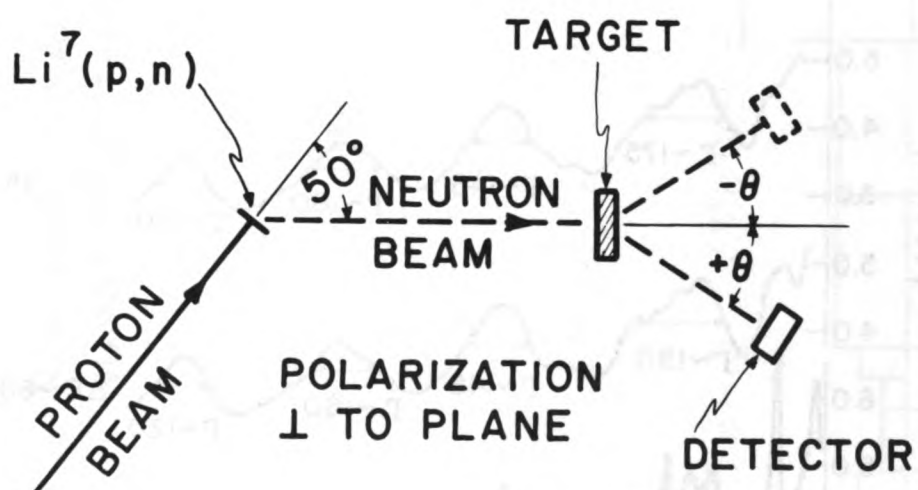 TARGET
Li⁷(p,n)
50°
NEUTRON
BEAM
-θ
+θ
PROTON
BEAM
POLARIZATION
⊥ TO PLANE
DETECTOR